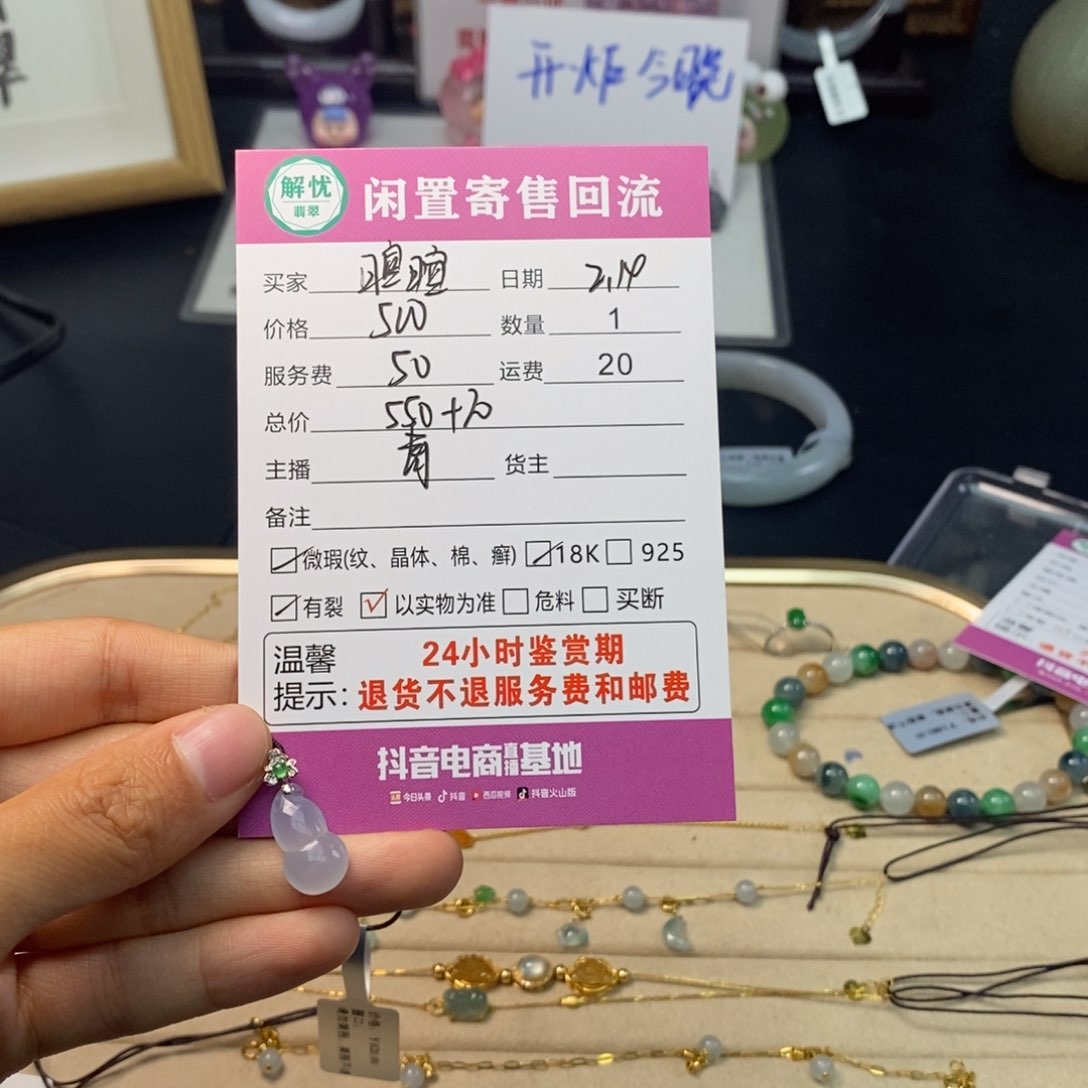 翠
开炸今晚
解忧
翡翠
闲置寄售回流
买家 暄暄 日期 2.14
价格 500 数量 1
服务费 50 运费 20
总价 550+20
主播 青 货主
备注
微瑕(纹、晶体、棉、癣) 18K 925
有裂 以实物为准 危料 买断
温馨提示:
24小时鉴赏期
退货不退服务费和邮费
抖音电商直播基地
头条 今日头条 抖音 西瓜视频 抖音火山版